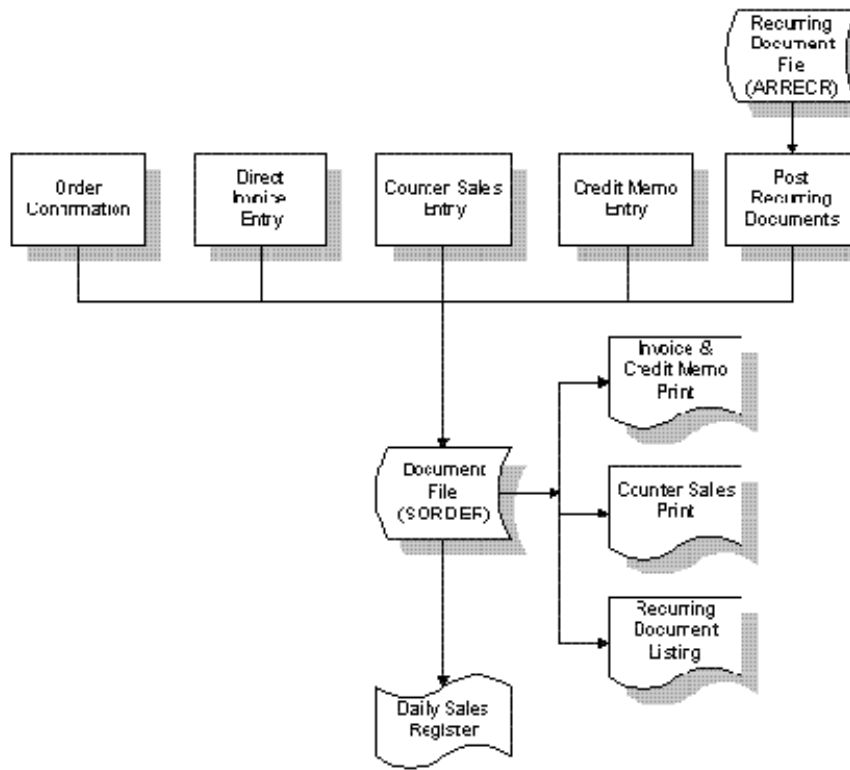 Recurring
Document
File
(ARRECR)
Order
Confirmation
Direct
Invoice
Entry
Counter Sales
Entry
Credit Memo
Entry
Post
Recurring
Documents
Invoice &
Credit Memo
Print
Document
File
(SORDER)
Counter Sales
Print
Recurring
Document
Listing
Daily Sales
Register